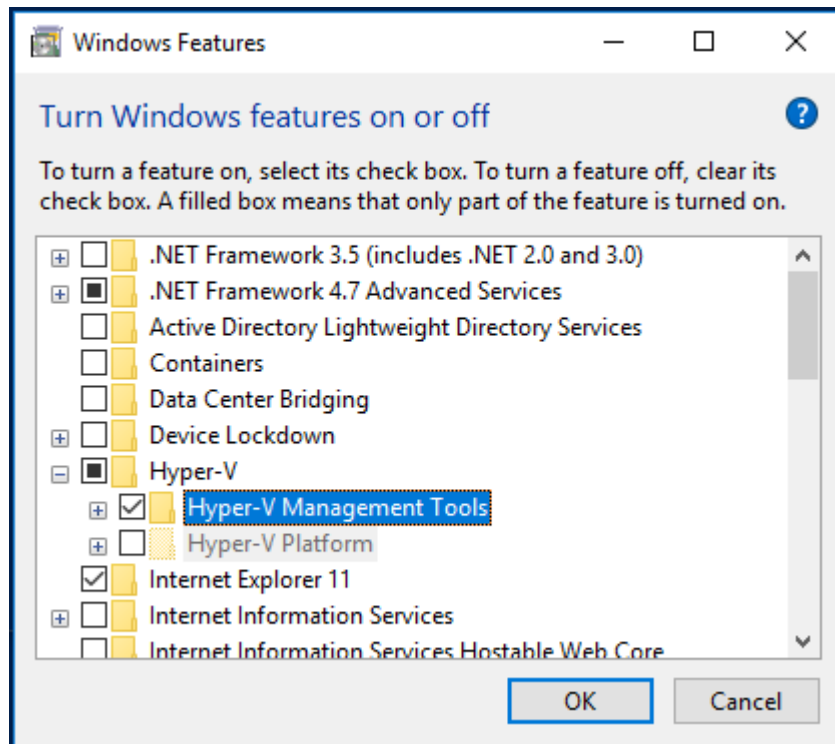 Windows Features
Turn Windows features on or off
?
To turn a feature on, select its check box. To turn a feature off, clear its
check box. A filled box means that only part of the feature is turned on.
.NET Framework 3.5 (includes .NET 2.0 and 3.0)
.NET Framework 4.7 Advanced Services
Active Directory Lightweight Directory Services
Containers
Data Center Bridging
Device Lockdown
Hyper-V
Hyper-V Management Tools
Hyper-V Platform
Internet Explorer 11
Internet Information Services
Internet Information Services Hostable Web Core
OK Cancel